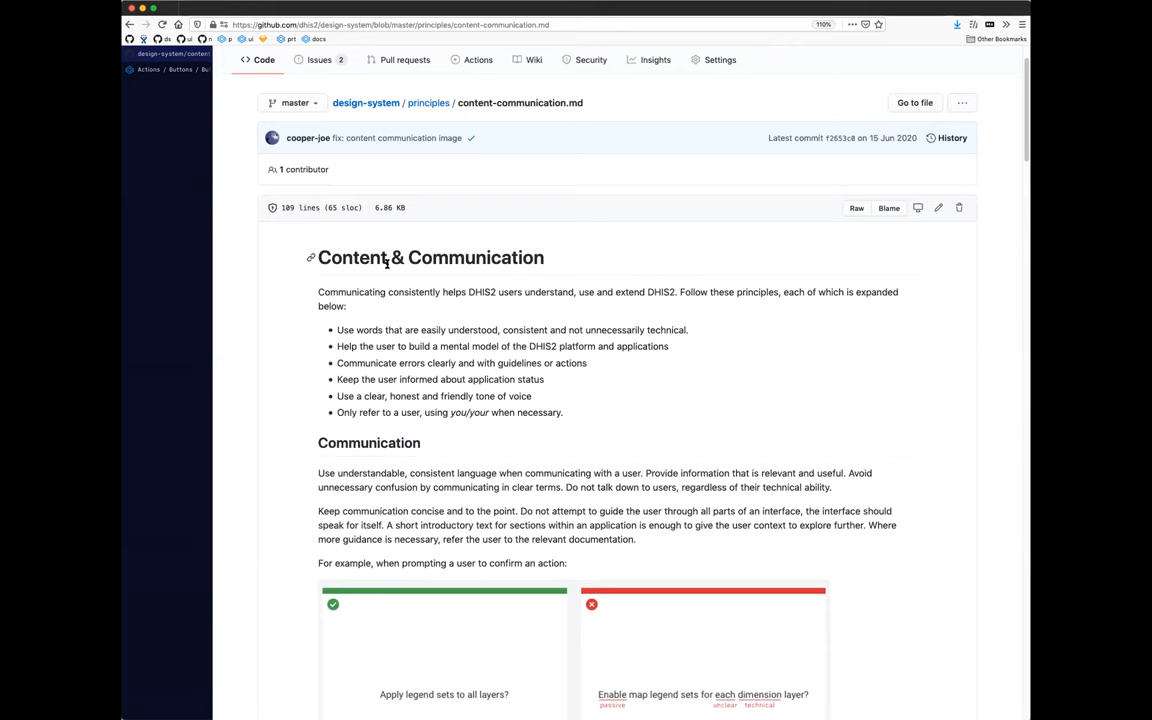 https://github.com/dhis2/design-system/blob/master/principles/content-communication.md
110%
ds
ui
n
p
ui
prt
docs
Other Bookmarks
design-system/content
Actions / Buttons / Bu
Code
Issues 2
Pull requests
Actions
Wiki
Security
Insights
Settings
master
design-system / principles / content-communication.md
Go to file
cooper-joe fix: content communication image
Latest commit f2653c0 on 15 Jun 2020
History
1 contributor
109 lines (65 sloc) | 6.86 KB
Raw
Blame
Content & Communication
Communicating consistently helps DHIS2 users understand, use and extend DHIS2. Follow these principles, each of which is expanded
below:
• Use words that are easily understood, consistent and not unnecessarily technical.
• Help the user to build a mental model of the DHIS2 platform and applications
• Communicate errors clearly and with guidelines or actions
• Keep the user informed about application status
• Use a clear, honest and friendly tone of voice
• Only refer to a user, using you/your when necessary.
Communication
Use understandable, consistent language when communicating with a user. Provide information that is relevant and useful. Avoid
unnecessary confusion by communicating in clear terms. Do not talk down to users, regardless of their technical ability.
Keep communication concise and to the point. Do not attempt to guide the user through all parts of an interface, the interface should
speak for itself. A short introductory text for sections within an application is enough to give the user context to explore further. Where
more guidance is necessary, refer the user to the relevant documentation.
For example, when prompting a user to confirm an action:
Apply legend sets to all layers?
Enable map legend sets for each dimension layer?
passive
unclear
technical